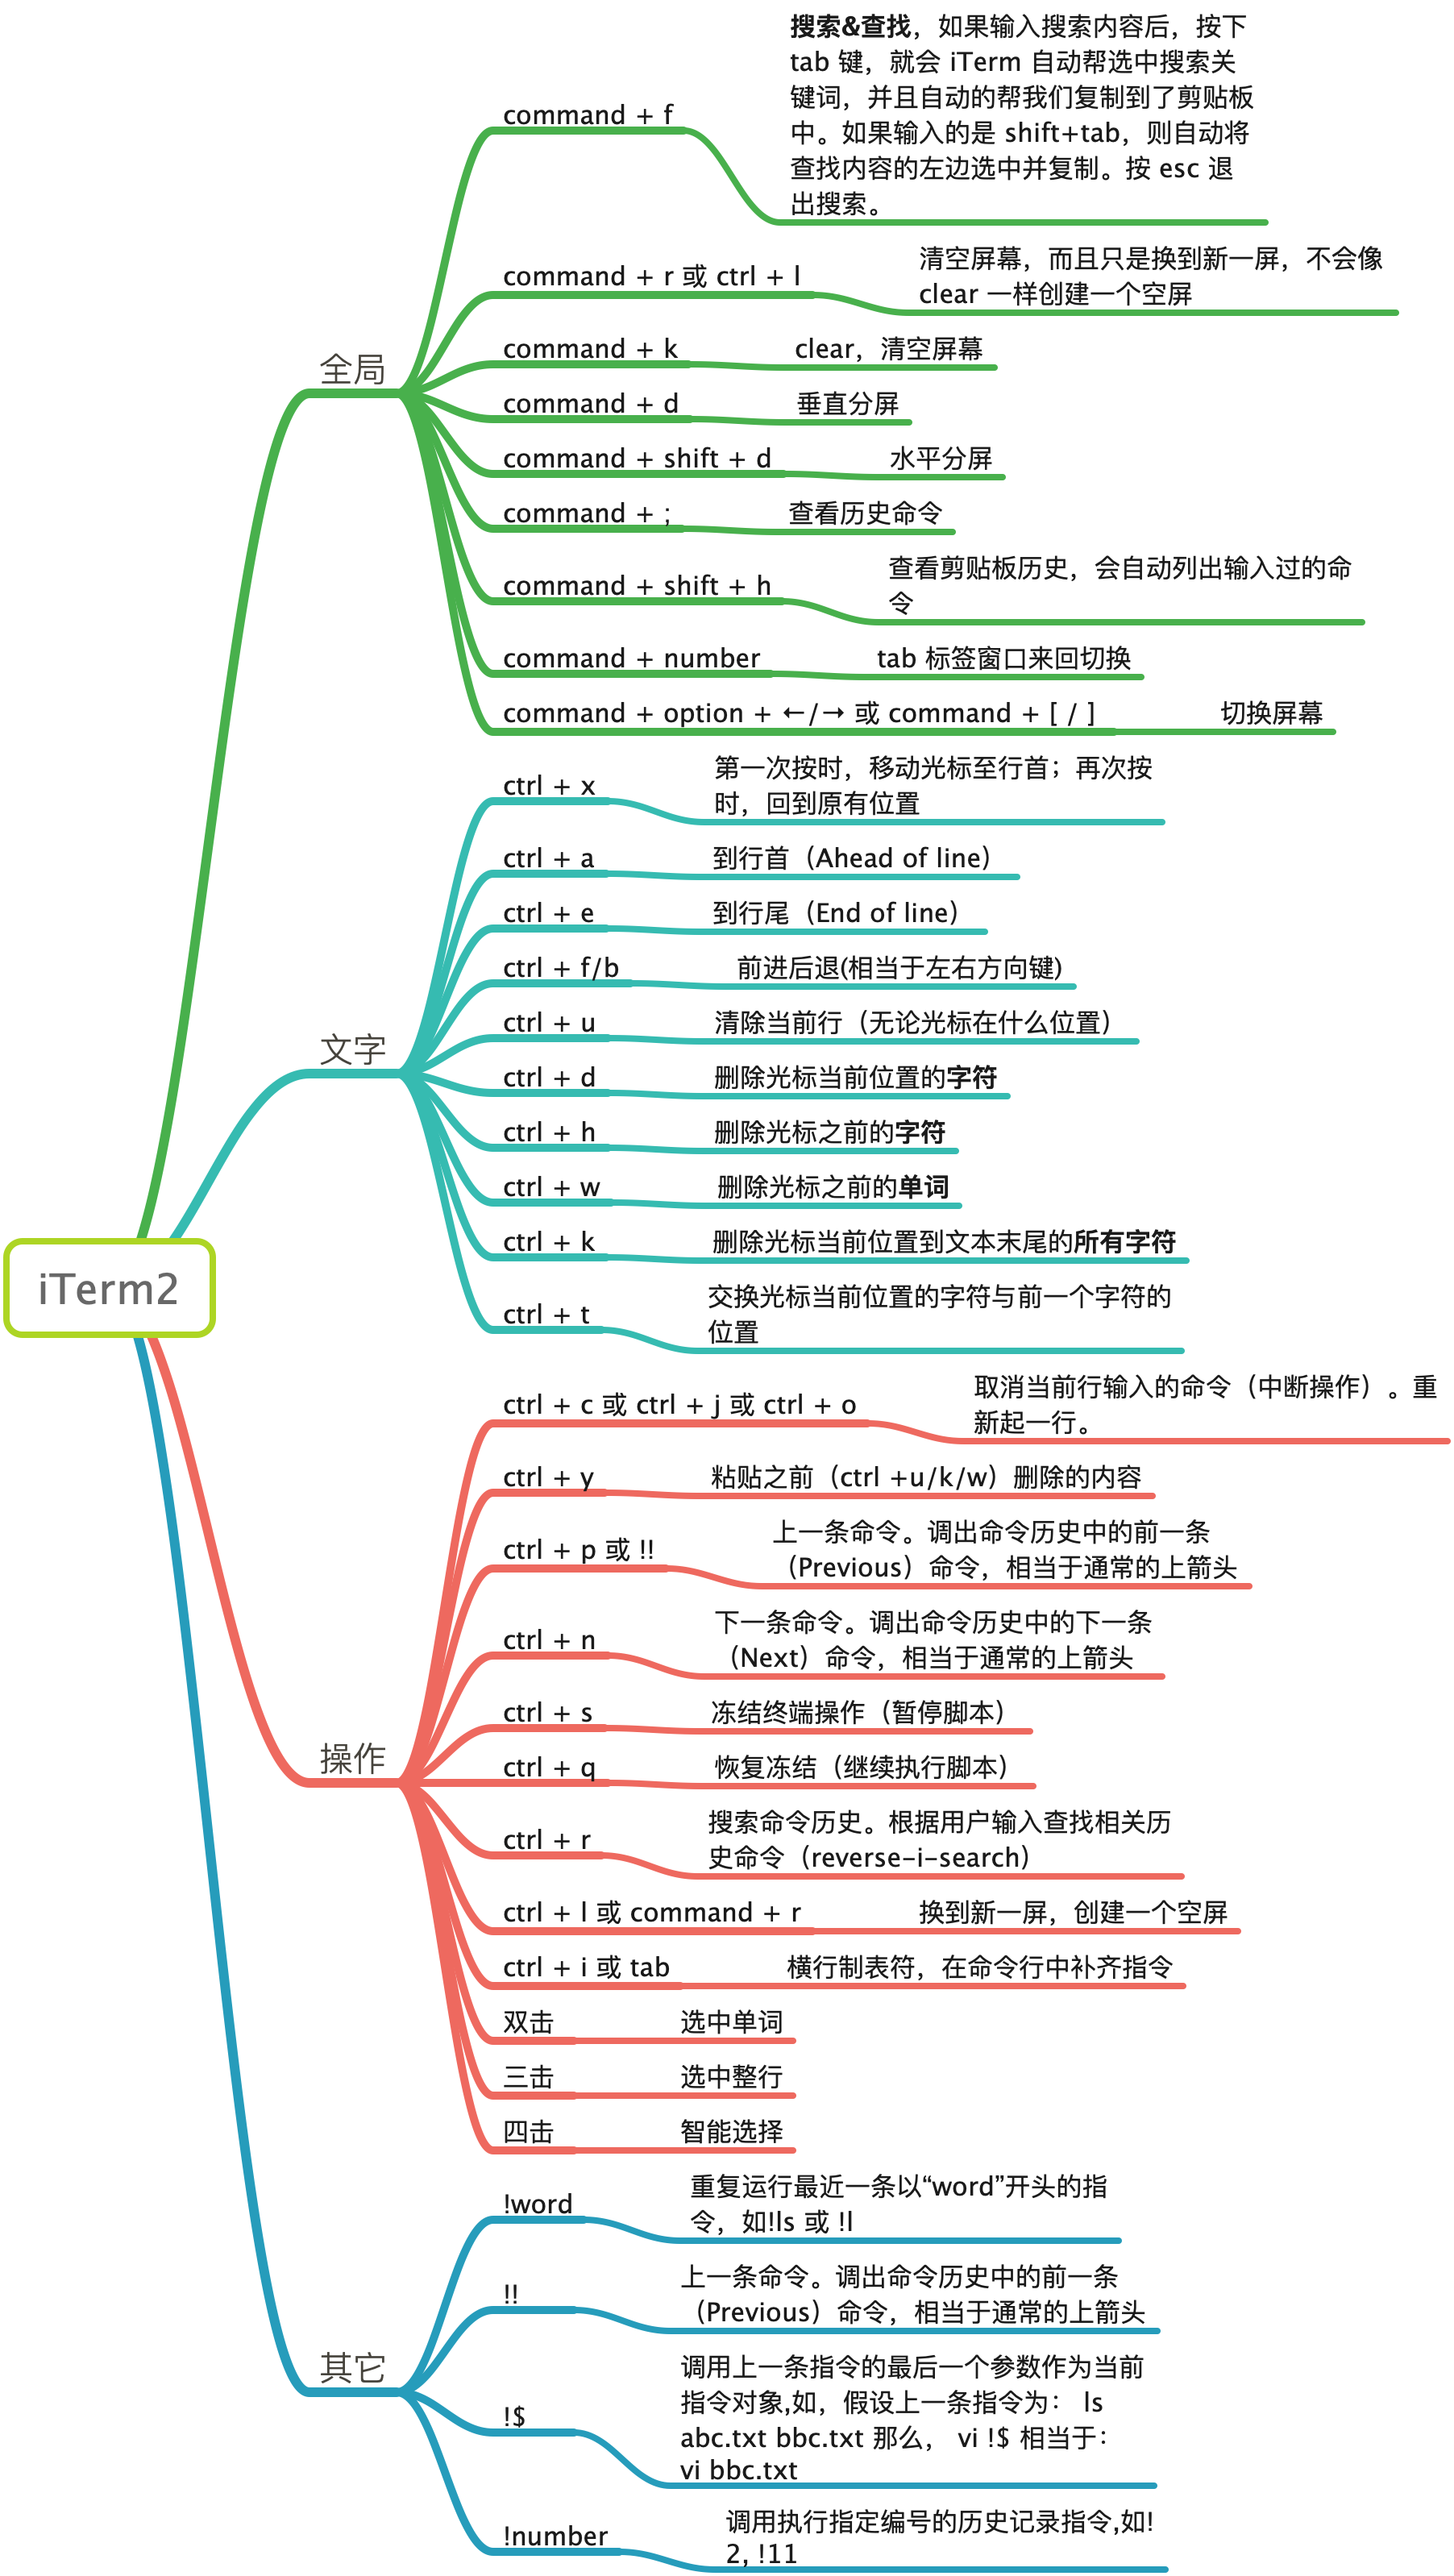 iTerm2
全局
command + f
搜索&查找，如果输入搜索内容后，按下
tab 键，就会 iTerm 自动帮选中搜索关
键词，并且自动的帮我们复制到了剪贴板
中。如果输入的是 shift+tab，则自动将
查找内容的左边选中并复制。按 esc 退
出搜索。
command + r 或 ctrl + l
清空屏幕，而且只是换到新一屏，不会像
clear 一样创建一个空屏
command + k
clear，清空屏幕
command + d
垂直分屏
command + shift + d
水平分屏
command + ;
查看历史命令
command + shift + h
查看剪贴板历史，会自动列出输入过的命
令
command + number
tab 标签窗口来回切换
command + option + ←/→ 或 command + [ / ]
切换屏幕
文字
ctrl + x
第一次按时，移动光标至行首；再次按
时，回到原有位置
ctrl + a
到行首（Ahead of line）
ctrl + e
到行尾（End of line）
ctrl + f/b
前进后退(相当于左右方向键)
ctrl + u
清除当前行（无论光标在什么位置）
ctrl + d
删除光标当前位置的字符
ctrl + h
删除光标之前的字符
ctrl + w
删除光标之前的单词
ctrl + k
删除光标当前位置到文本末尾的所有字符
ctrl + t
交换光标当前位置的字符与前一个字符的
位置
操作
ctrl + c 或 ctrl + j 或 ctrl + o
取消当前行输入的命令（中断操作）。重
新起一行。
ctrl + y
粘贴之前（ctrl +u/k/w）删除的内容
ctrl + p 或 !!
上一条命令。调出命令历史中的前一条
（Previous）命令，相当于通常的上箭头
ctrl + n
下一条命令。调出命令历史中的下一条
（Next）命令，相当于通常的上箭头
ctrl + s
冻结终端操作（暂停脚本）
ctrl + q
恢复冻结（继续执行脚本）
ctrl + r
搜索命令历史。根据用户输入查找相关历
史命令（reverse-i-search）
ctrl + l 或 command + r
换到新一屏，创建一个空屏
ctrl + i 或 tab
横行制表符，在命令行中补齐指令
双击
选中单词
三击
选中整行
四击
智能选择
其它
!word
重复运行最近一条以“word”开头的指
令，如!ls 或 !l
!!
上一条命令。调出命令历史中的前一条
（Previous）命令，相当于通常的上箭头
!$
调用上一条指令的最后一个参数作为当前
指令对象,如，假设上一条指令为： ls
abc.txt bbc.txt 那么， vi !$ 相当于：
vi bbc.txt
!number
调用执行指定编号的历史记录指令,如!
2, !11